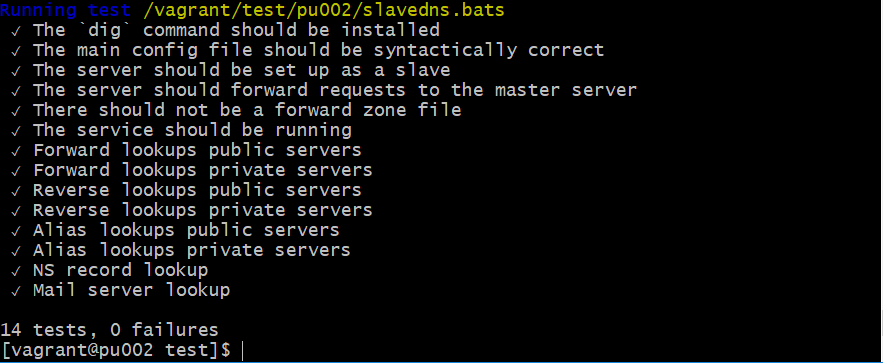 Running test /vagrant/test/pu002/slavedns.bats
✓ The `dig` command should be installed
✓ The main config file should be syntactically correct
✓ The server should be set up as a slave
✓ The server should forward requests to the master server
✓ There should not be a forward zone file
✓ The service should be running
✓ Forward lookups public servers
✓ Forward lookups private servers
✓ Reverse lookups public servers
✓ Reverse lookups private servers
✓ Alias lookups public servers
✓ Alias lookups private servers
✓ NS record lookup
✓ Mail server lookup
14 tests, 0 failures
[vagrant@pu002 test]$